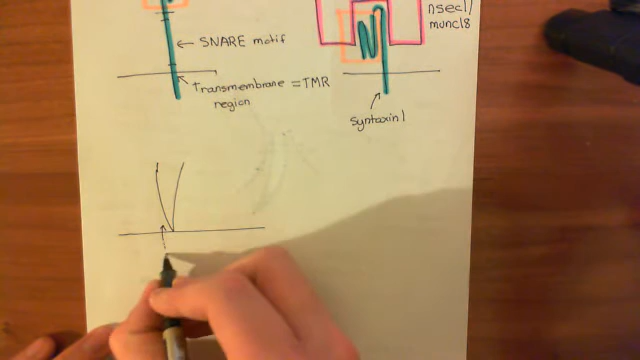 nsec1/
munc18
SNARE motif
Transmembrane = TMR
region
Syntaxin 1